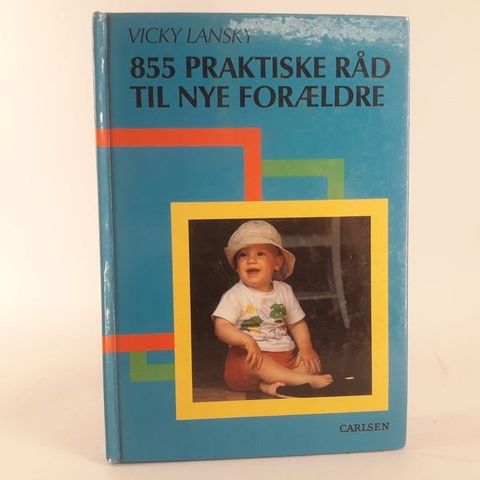 VICKY LANSKY
855 PRAKTISKE RÅD
TIL NYE FORÆLDRE
CARLSEN